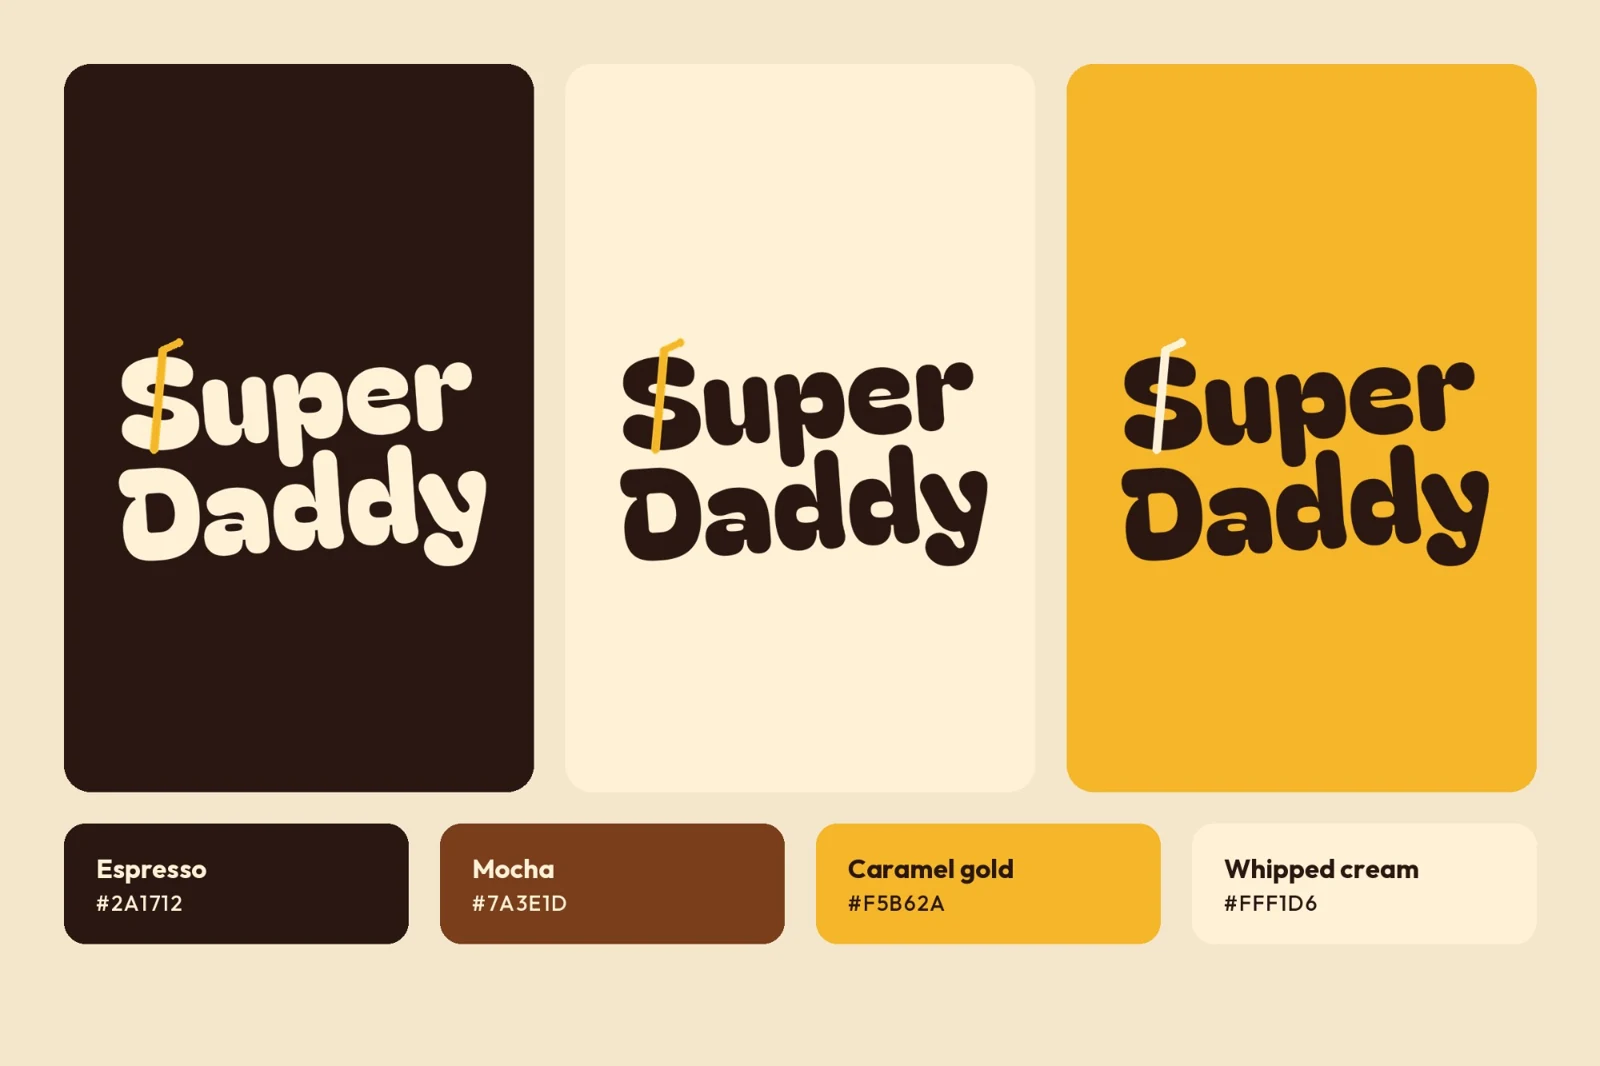 Super
Daddy
Super
Daddy
Super
Daddy
Espresso
#2A1712
Mocha
#7A3E1D
Caramel gold
#F5B62A
Whipped cream
#FFF1D6